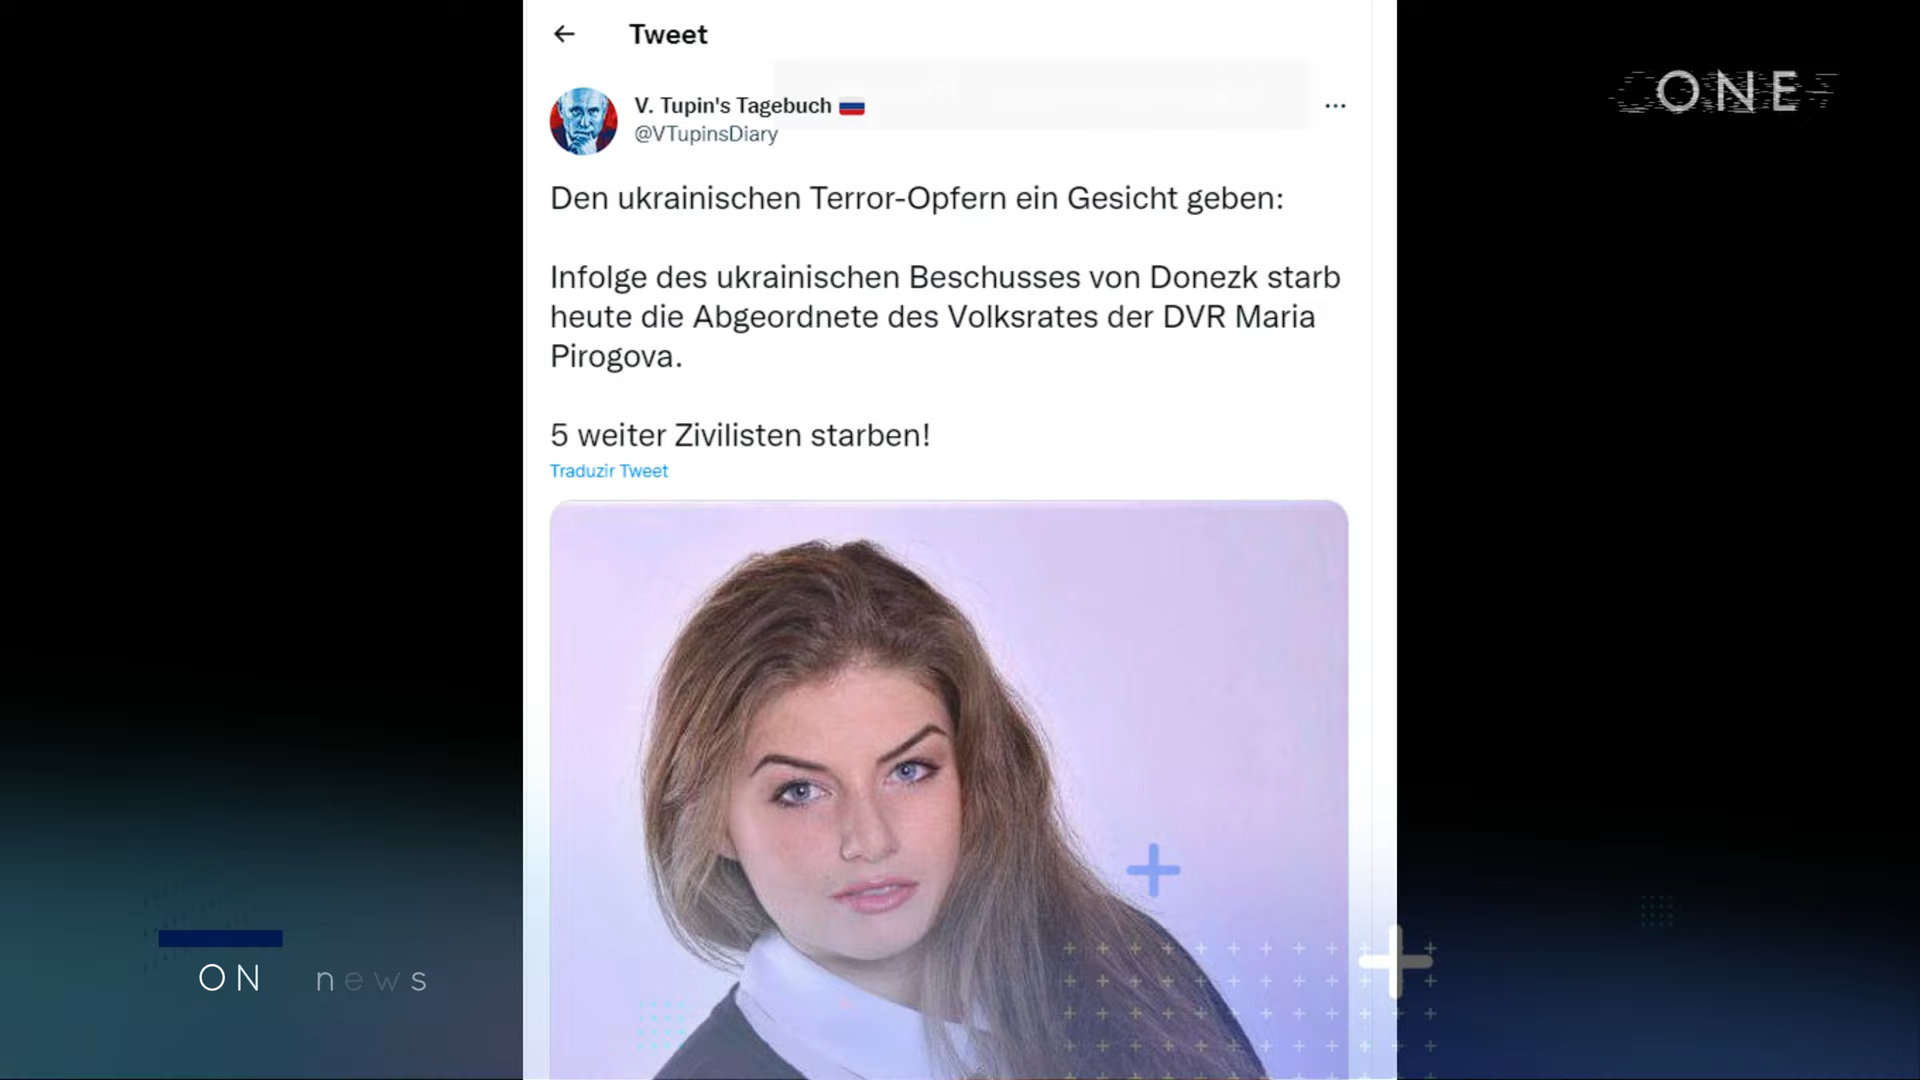 Tweet
V. Tupin's Tagebuch
@VTupinsDiary
ONE
Den ukrainischen Terror-Opfern ein Gesicht geben:
Infolge des ukrainischen Beschusses von Donezk starb
heute die Abgeordnete des Volksrates der DVR Maria
Pirogova.
5 weiter Zivilisten starben!
Traduzir Tweet
ON news